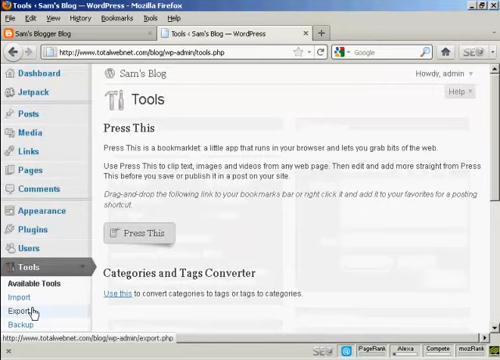 Tools ‹ Sam's Blog — WordPress - Mozilla Firefox
File Edit View History Bookmarks Tools Help
Sam's Blogger Blog
Tools ‹ Sam's Blog — WordPress
http://www.totalwebnet.com/blog/wp-admin/tools.php
Google
Dashboard
Jetpack
Posts
Media
Links
Pages
Comments
Appearance
Plugins
Users
Tools
Available Tools
Import
Export
Backup
Sam's Blog
Howdy, admin
Help
Tools
Press This
Press This is a bookmarklet: a little app that runs in your browser and lets you grab bits of the web.
Use Press This to clip text, images and videos from any web page. Then edit and add more straight from Press
This before you save or publish it in a post on your site.
Drag-and-drop the following link to your bookmarks bar or right click it and add it to your favorites for a posting
shortcut.
Press This
Categories and Tags Converter
Use this to convert categories to tags or tags to categories.
http://www.totalwebnet.com/blog/wp-admin/export.php
PageRank
Alexa
Compete
mozRank